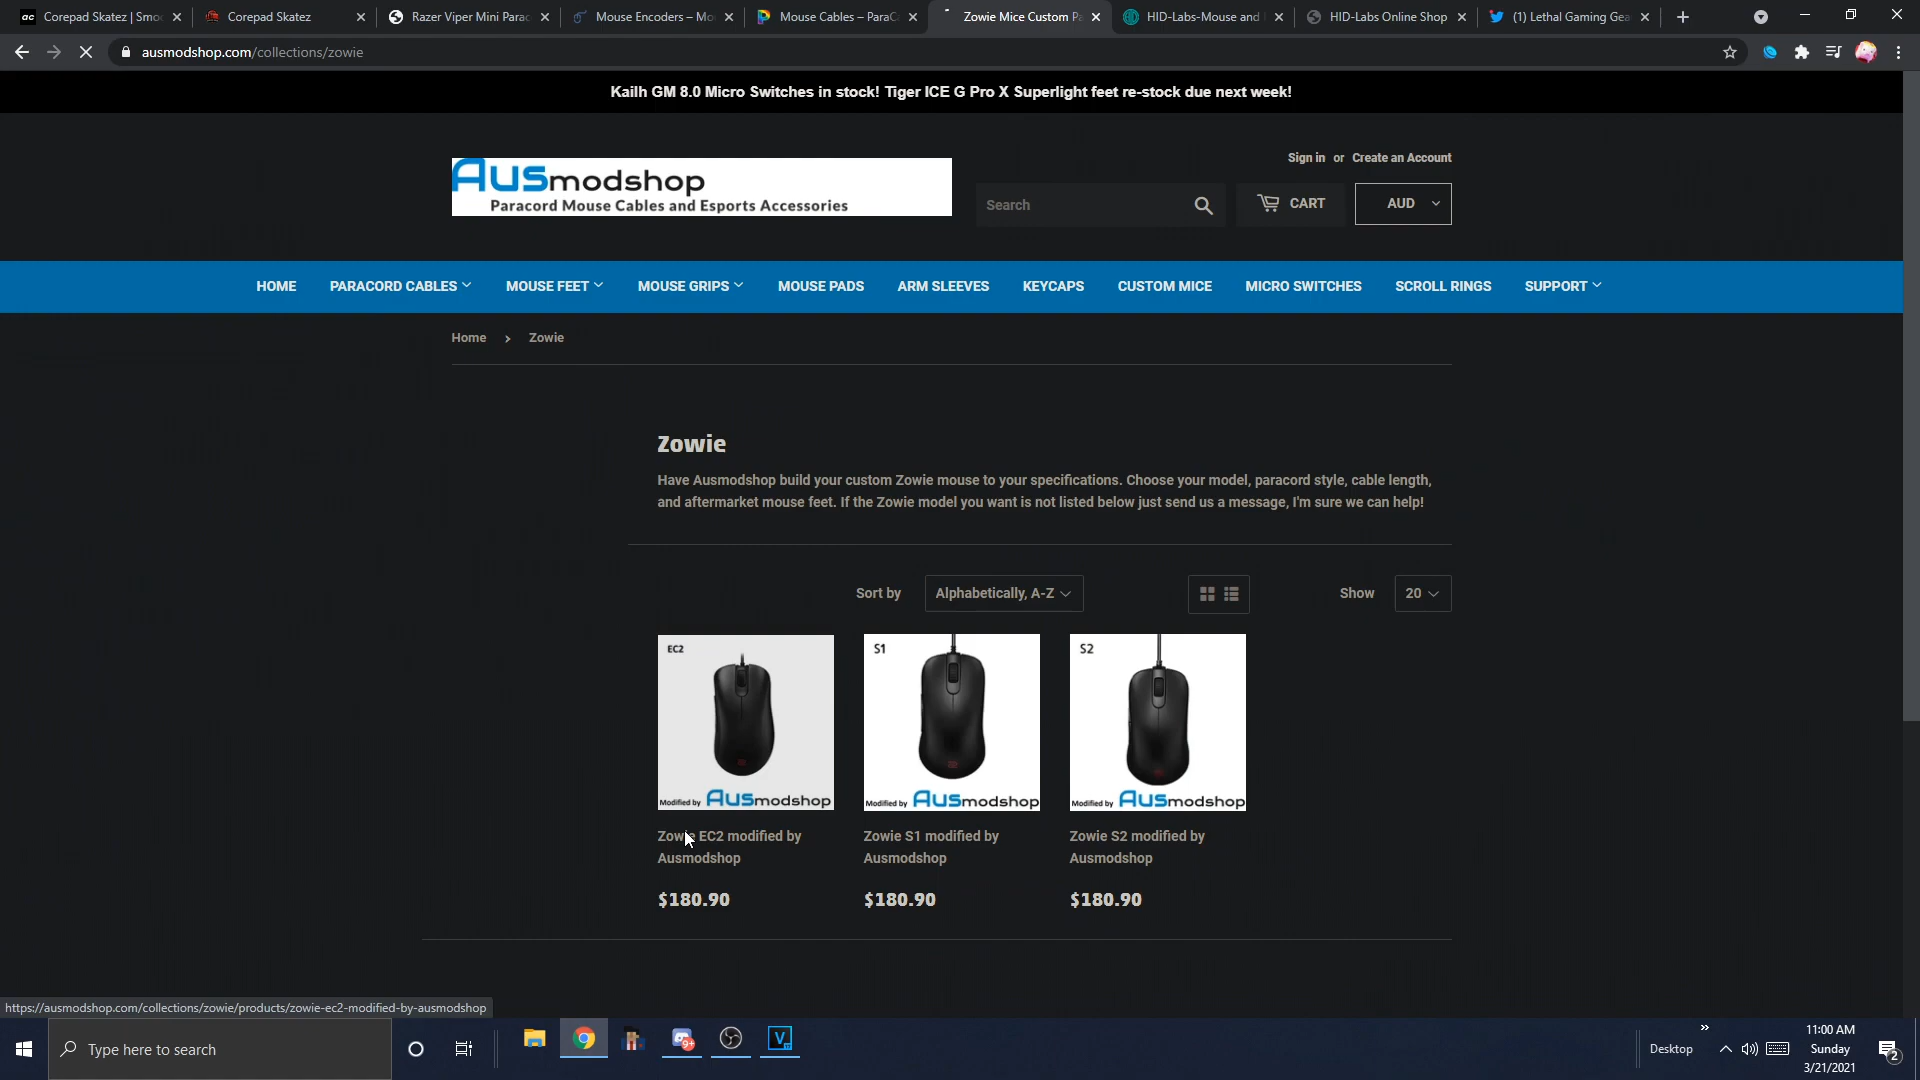 Corepad Skatez | Smo
Corepad Skatez
Razer Viper Mini Parac
Mouse Encoders – Mo
Mouse Cables – ParaC
Zowie Mice Custom Pa
HID-Labs-Mouse and
HID-Labs Online Shop
(1) Lethal Gaming Gea
ausmodshop.com/collections/zowie
Kailh GM 8.0 Micro Switches in stock! Tiger ICE G Pro X Superlight feet re-stock due next week!
Sign in or Create an Account
Ausmodshop
Paracord Mouse Cables and Esports Accessories
Search
CART
AUD
HOME PARACORD CABLES MOUSE FEET MOUSE GRIPS MOUSE PADS ARM SLEEVES KEYCAPS CUSTOM MICE MICRO SWITCHES SCROLL RINGS SUPPORT
Home › Zowie
Zowie
Have Ausmodshop build your custom Zowie mouse to your specifications. Choose your model, paracord style, cable length,
and aftermarket mouse feet. If the Zowie model you want is not listed below just send us a message, I'm sure we can help!
Sort by Alphabetically, A-Z Show 20
EC2
Modified by Ausmodshop
S1
Modified by Ausmodshop
S2
Modified by Ausmodshop
Zowie EC2 modified by
Ausmodshop
$180.90
Zowie S1 modified by
Ausmodshop
$180.90
Zowie S2 modified by
Ausmodshop
$180.90
https://ausmodshop.com/collections/zowie/products/zowie-ec2-modified-by-ausmodshop
Type here to search
9+
V
Desktop
11:00 AM
Sunday
3/21/2021
2